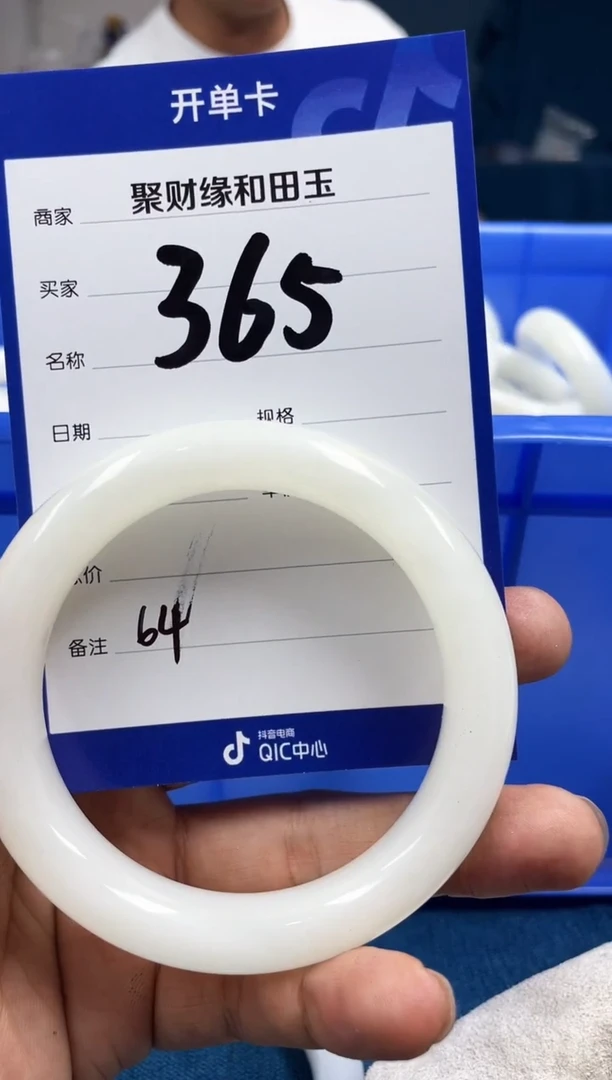 开单卡
商家 聚财缘和田玉
365
买家
名称
日期 规格
价
备注 64
抖音电商
QIC中心